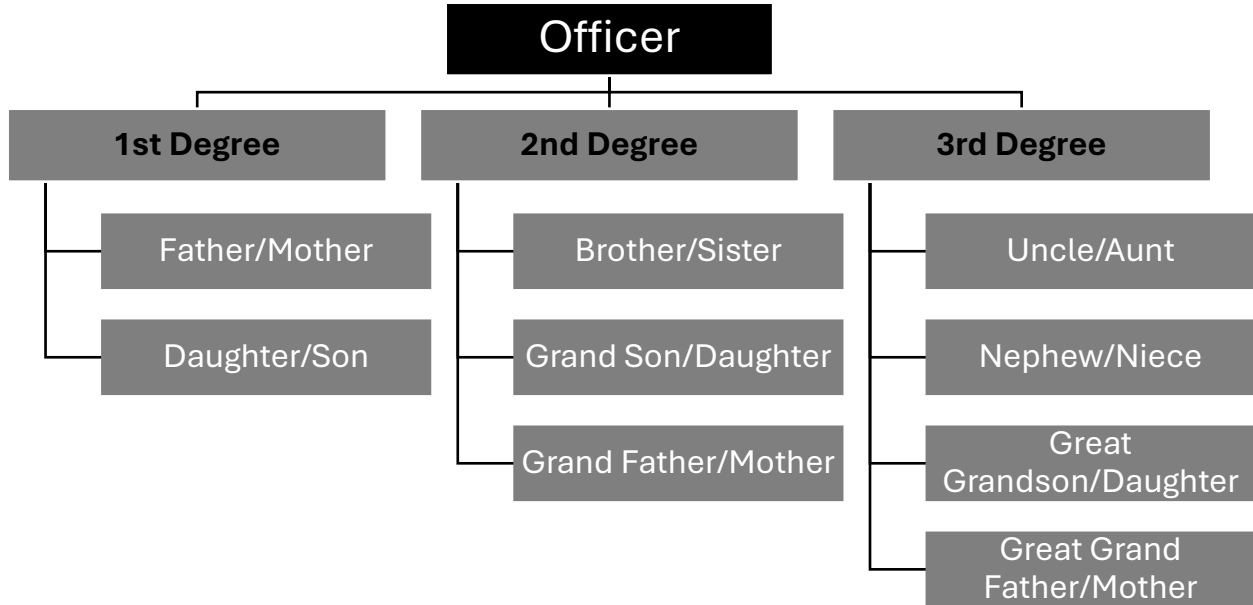 Officer
1st Degree
Father/Mother
Daughter/Son
2nd Degree
Brother/Sister
Grand Son/Daughter
Grand Father/Mother
3rd Degree
Uncle/Aunt
Nephew/Niece
Great
Grandson/Daughter
Great Grand
Father/Mother